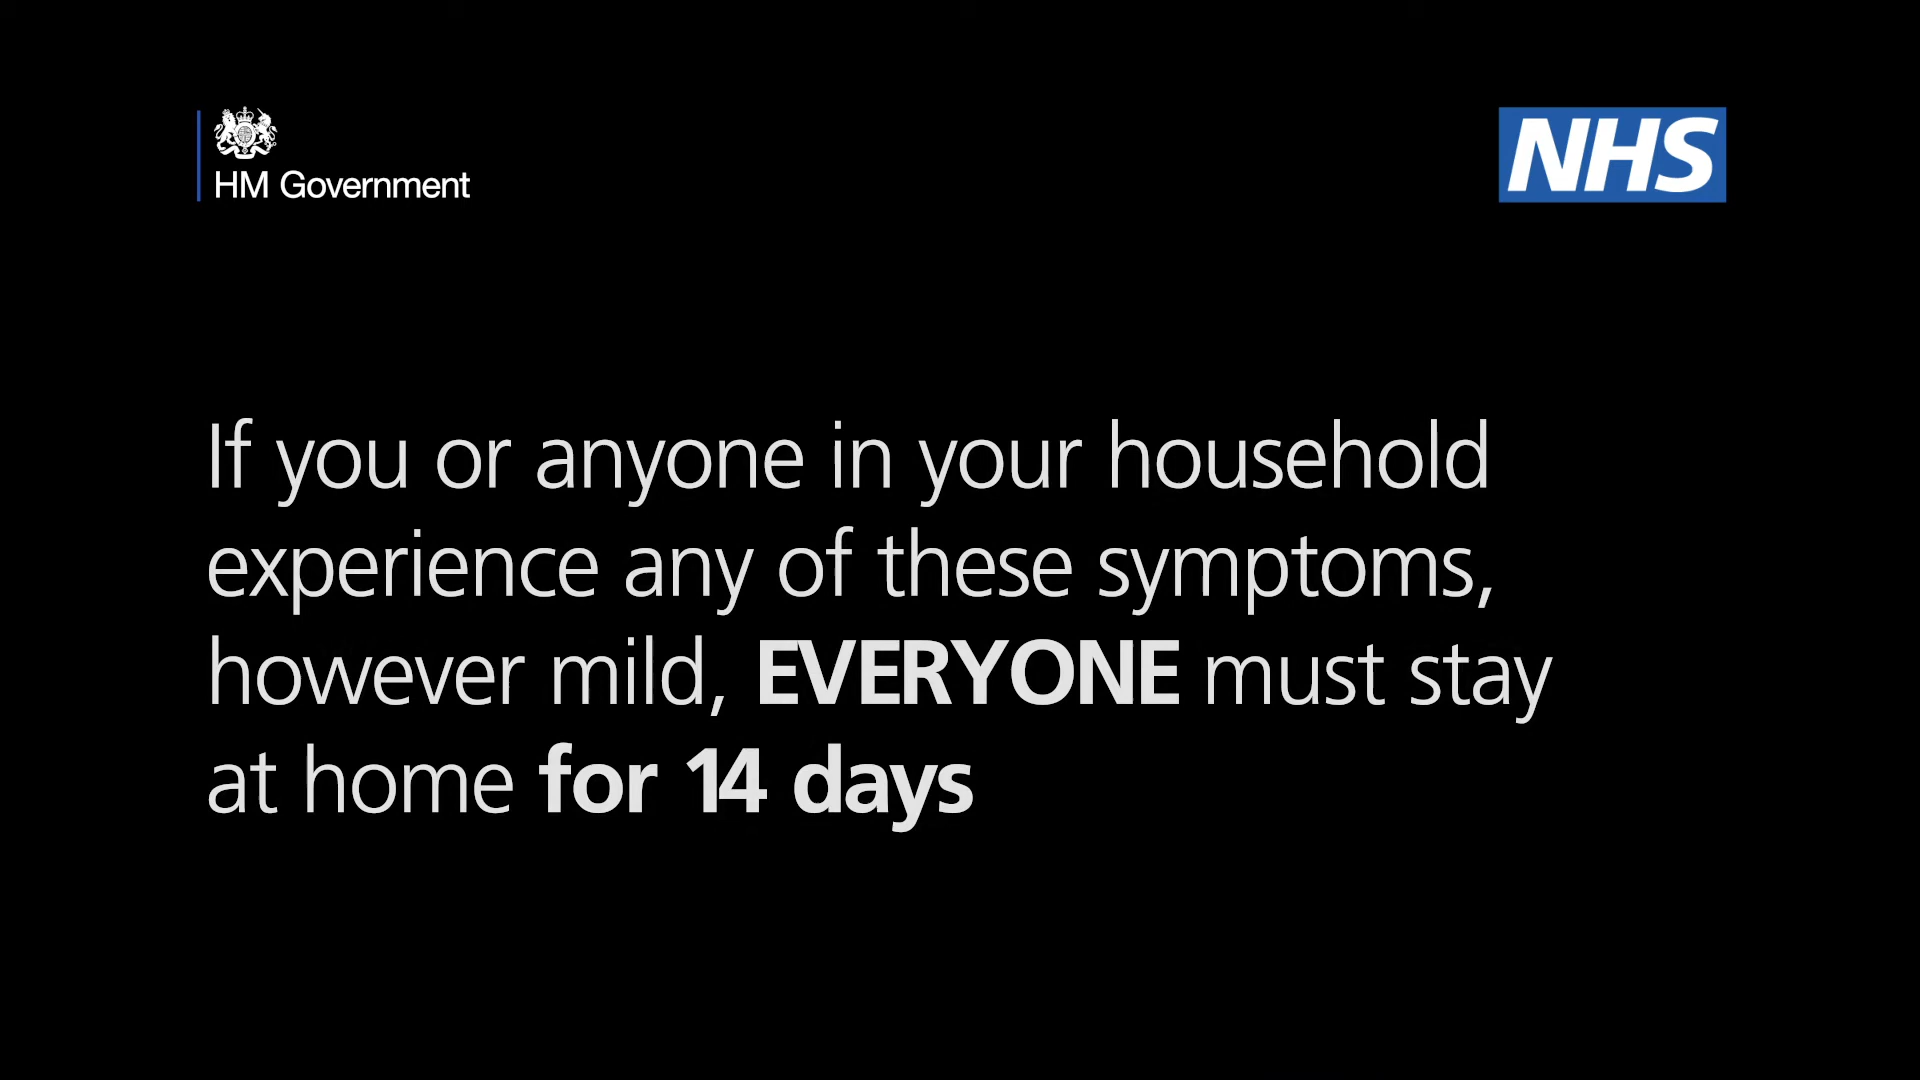 HM Government
NHS
If you or anyone in your household
experience any of these symptoms,
however mild, EVERYONE must stay
at home for 14 days